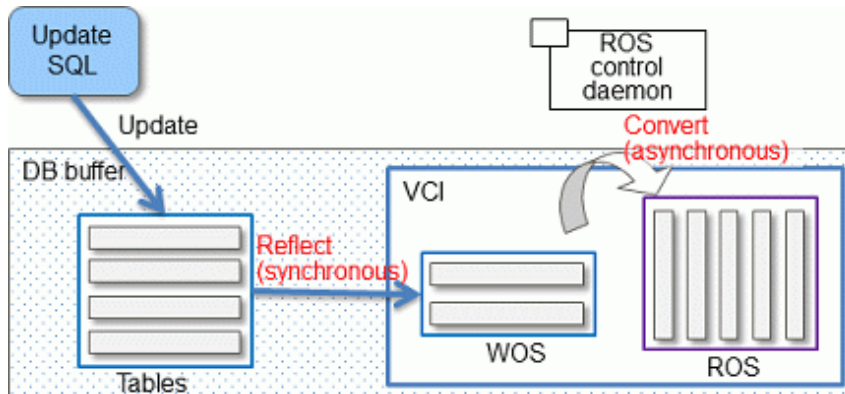 Update
SQL
ROS
control
daemon
Update
Convert
(asynchronous)
DB buffer
VCI
Reflect
(synchronous)
WOS
ROS
Tables